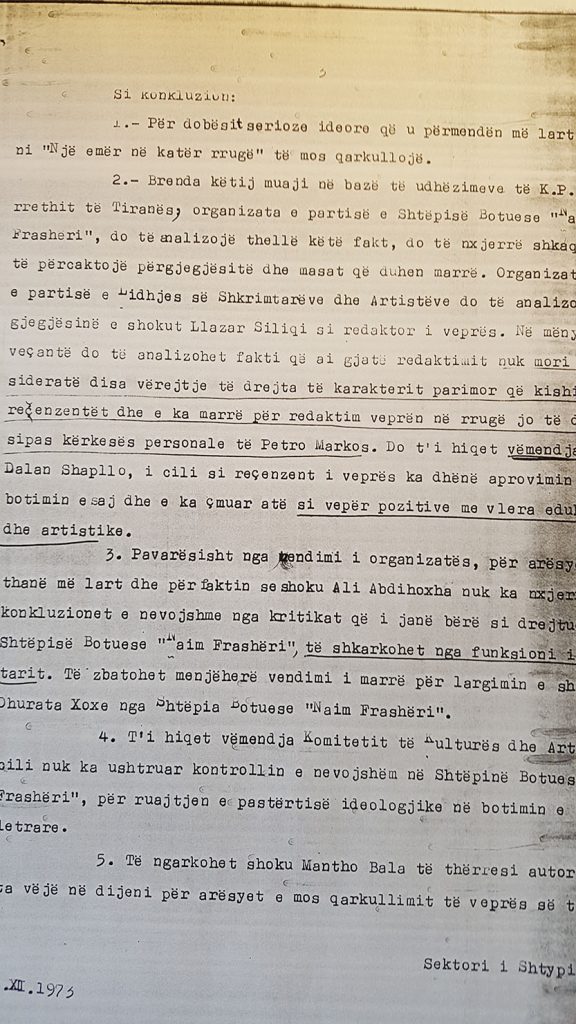 Si konkluzion:
1.- Për dobësit serioze ideore që u përmendën më lart
ni "Një emër në katër rrugë" të mos qarkullojë.
2.- Brenda këtij muaji në bazë të udhëzimeve të K.P.
rrethit të Tiranës, organizata e partisë e Shtëpisë Botuese "Na
Frasheri", do të analizojë thellë këtë fakt, do të nxjerrë shkaq
të përcaktojë përgjegjësitë dhe masat që duhen marrë. Organizat
e partisë e Lidhjes së Shkrimtarëve dhe Artistëve do të analizo
gjegjësinë e shokut Llazar Siliqi si redaktor i veprës. Në mëny
veçantë do të analizohet fakti që ai gjatë redaktimit nuk mori
sideratë disa vërejtje të drejta të karakterit parimor që kishi
reçenzentët dhe e ka marrë për redaktim veprën në rrugë jo të d
sipas kërkesës personale të Petro Markos. Do t'i hiqet vëmendja
Dalan Shapllo, i cili si reçenzent i veprës ka dhënë aprovimin
botimin e saj dhe e ka çmuar atë si vepër pozitive me vlera edu
dhe artistike.
3. Pavarësisht nga vendimi i organizatës, për arësy
thanë më lart dhe për faktin se shoku Ali Abdihoxha nuk ka nxjer
konkluzionet e nevojshme nga kritikat që i janë bërë si drejtu
Shtëpisë Botuese "Naim Frashëri", të shkarkohet nga funksioni i
tarit. Të zbatohet menjëherë vendimi i marrë për largimin e sh
Dhurata Xoxe nga Shtëpia Botuese "Naim Frashëri".
4. T'i hiqet vëmendja Komitetit të Kulturës dhe Art
cili nuk ka ushtruar kontrollin e nevojshëm në Shtëpinë Botues
Frashëri", për ruajtjen e pastërtisë ideologjike në botimin e
letrare.
5. Të ngarkohet shoku Mantho Bala të thërresi autor
ta vëjë në dijeni për arësyet e mos qarkullimit të veprës së t
Sektori i Shtypi
.XII.1973